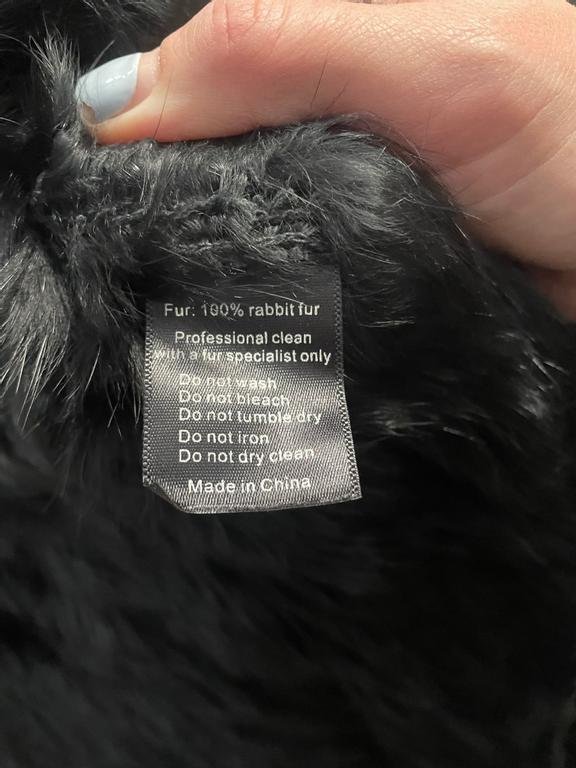 Fur: 100% rabbit fur
Professional clean
with a fur specialist only
Do not wash
Do not bleach
Do not tumble dry
Do not iron
Do not dry clean
Made in China